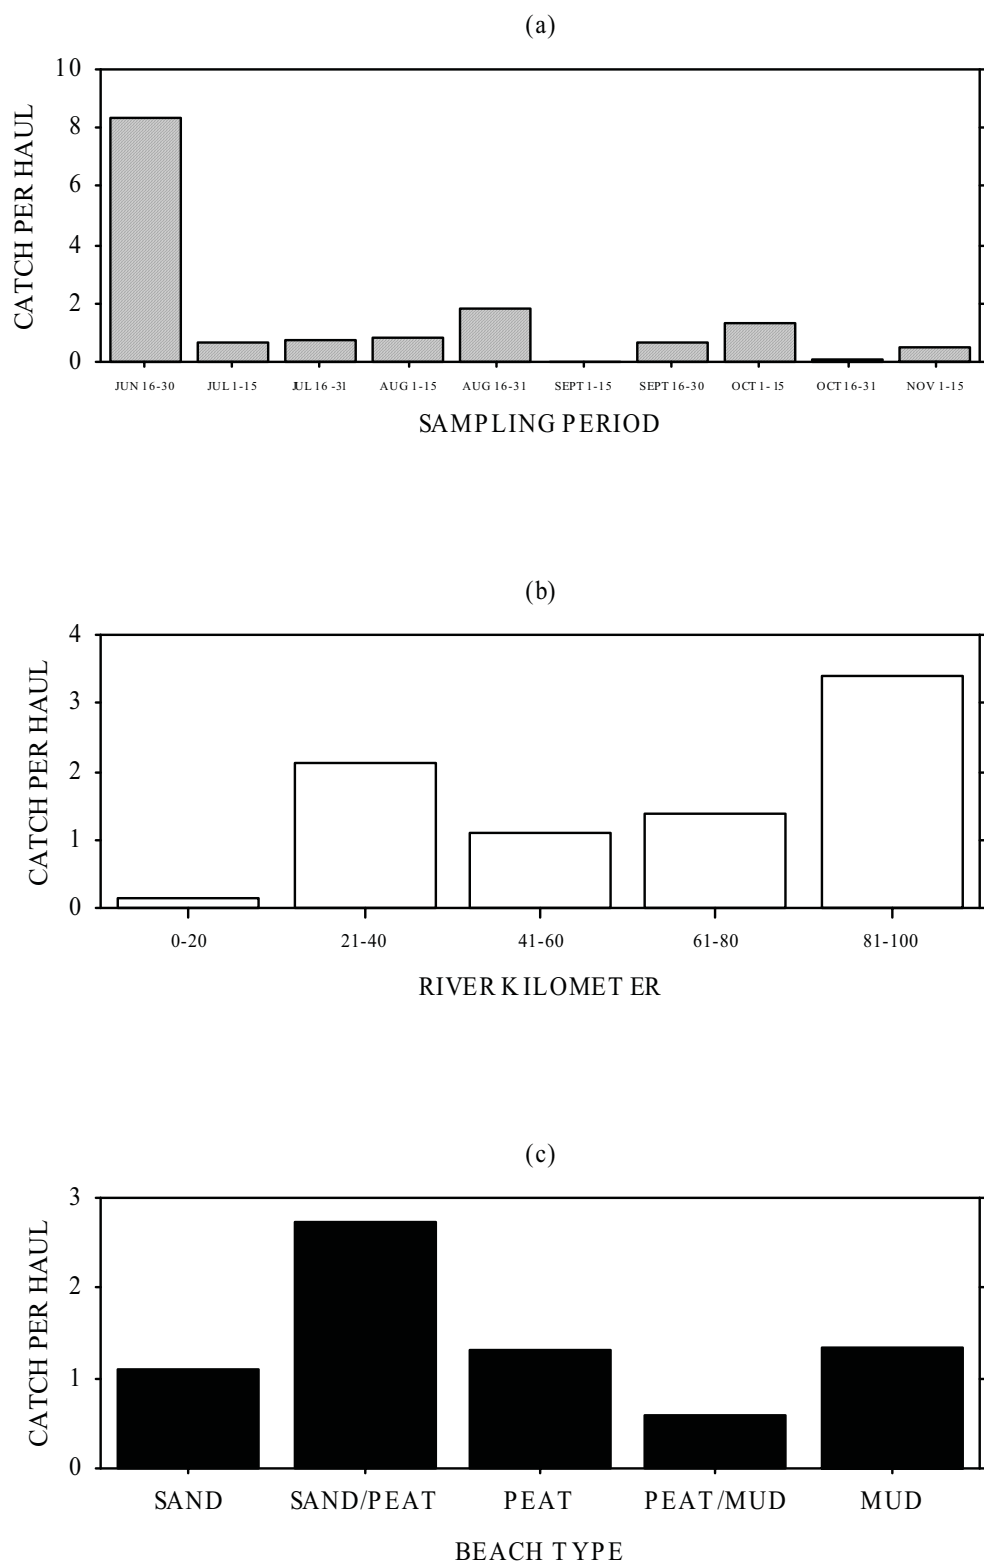 (a)
CATCH PER HAUL
10
8
6
4
2
0
JUN 16-30 JUL 1-15 JUL 16-31 AUG 1-15 AUG 16-31 SEPT 1-15 SEPT 16-30 OCT 1-15 OCT 16-31 NOV 1-15
SAMPLING PERIOD
(b)
CATCH PER HAUL
4
3
2
1
0
0-20 21-40 41-60 61-80 81-100
RIVER KILOMETER
(c)
CATCH PER HAUL
3
2
1
0
SAND SAND/PEAT PEAT PEAT/MUD MUD
BEACH TYPE